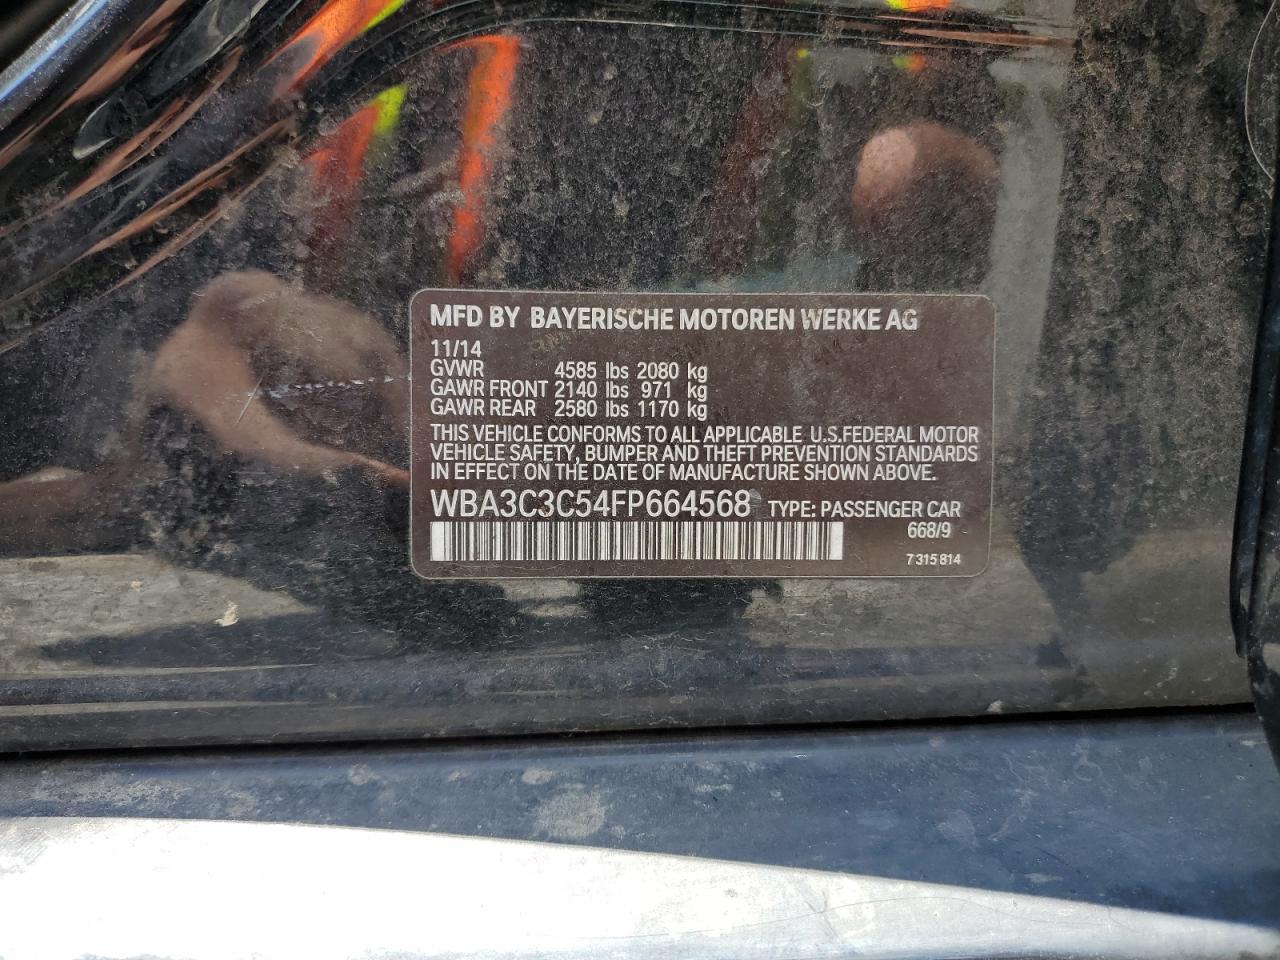 MFD BY BAYERISCHE MOTOREN WERKE AG
11/14
GVWR 4585 lbs 2080 kg
GAWR FRONT 2140 lbs 971 kg
GAWR REAR 2580 lbs 1170 kg
THIS VEHICLE CONFORMS TO ALL APPLICABLE U.S.FEDERAL MOTOR
VEHICLE SAFETY, BUMPER AND THEFT PREVENTION STANDARDS
IN EFFECT ON THE DATE OF MANUFACTURE SHOWN ABOVE.
WBA3C3C54FP664568 TYPE: PASSENGER CAR
668/9
7 315 814